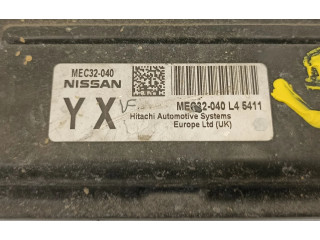 MEC32-040
NISSAN
YX
MEC32-040 L4 5411
Hitachi Automotive Systems
Europe Ltd (UK)